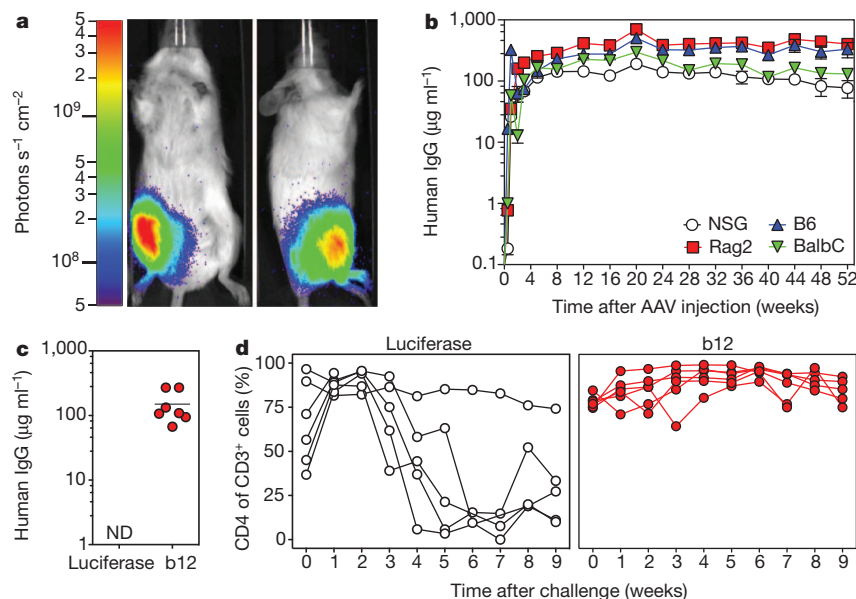 a
Photons s⁻¹ cm⁻²
5
4
3
2
10⁹
5
4
3
2
10⁸
5
b
Human IgG (µg ml⁻¹)
1,000
100
10
1
0.1
NSG
B6
Rag2
BalbC
0 4 8 12 16 20 24 28 32 36 40 44 48 52
Time after AAV injection (weeks)
c
Human IgG (µg ml⁻¹)
1,000
100
10
1
ND
Luciferase b12
d
Luciferase
b12
CD4 of CD3⁺ cells (%)
100
75
50
25
0
0 1 2 3 4 5 6 7 8 9
0 1 2 3 4 5 6 7 8 9
Time after challenge (weeks)